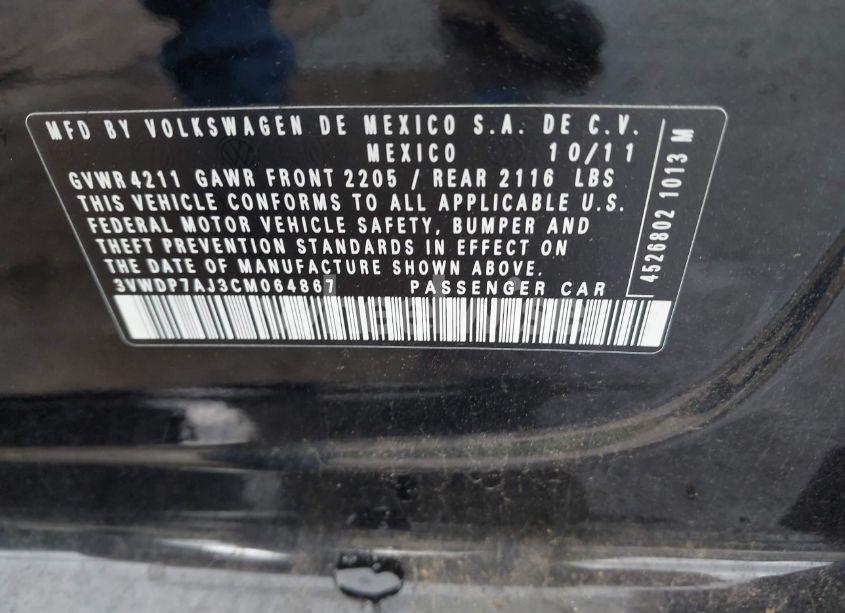 MFD BY VOLKSWAGEN DE MEXICO S.A. DE C.V.
MEXICO 10/11
GVWR 4211 GAWR FRONT 2205 / REAR 2116 LBS
THIS VEHICLE CONFORMS TO ALL APPLICABLE U.S.
FEDERAL MOTOR VEHICLE SAFETY, BUMPER AND
THEFT PREVENTION STANDARDS IN EFFECT ON
THE DATE OF MANUFACTURE SHOWN ABOVE.
3VWDP7AJ3CM064867 PASSENGER CAR
4526802 1013 M